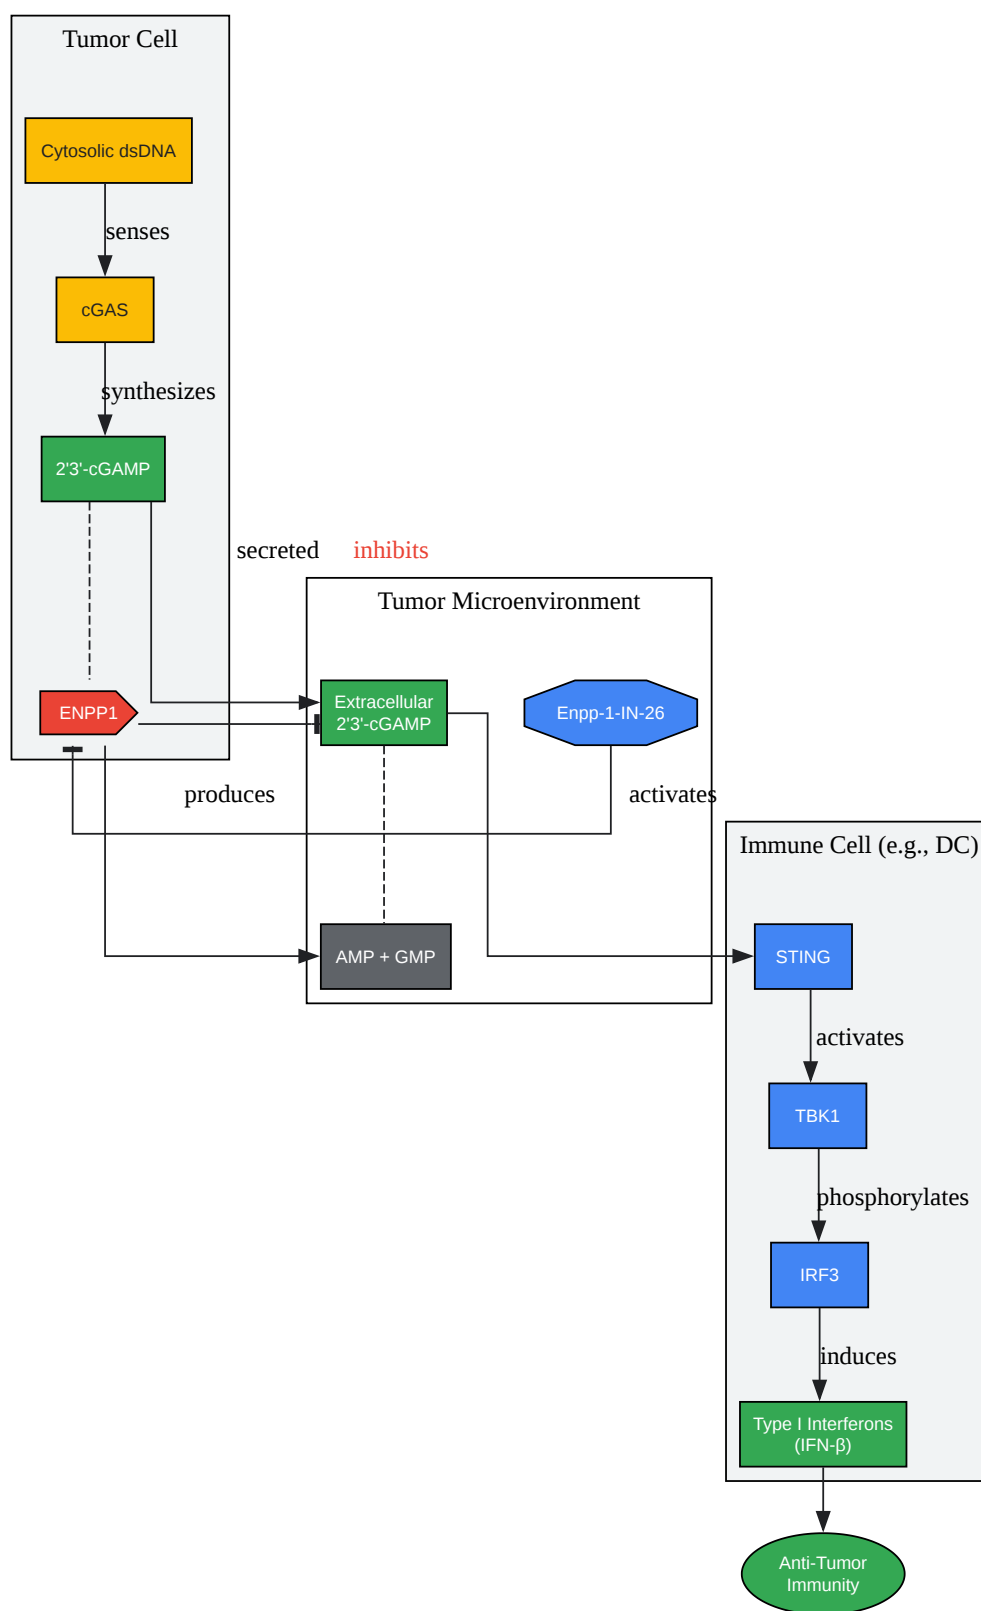 Tumor Cell
Cytosolic dsDNA
senses
cGAS
synthesizes
2'3'-cGAMP
secreted
inhibits
Tumor Microenvironment
ENPP1
Extracellular
2'3'-cGAMP
Enpp-1-IN-26
produces
activates
Immune Cell (e.g., DC)
AMP + GMP
STING
activates
TBK1
phosphorylates
IRF3
induces
Type I Interferons
(IFN-β)
Anti-Tumor
Immunity